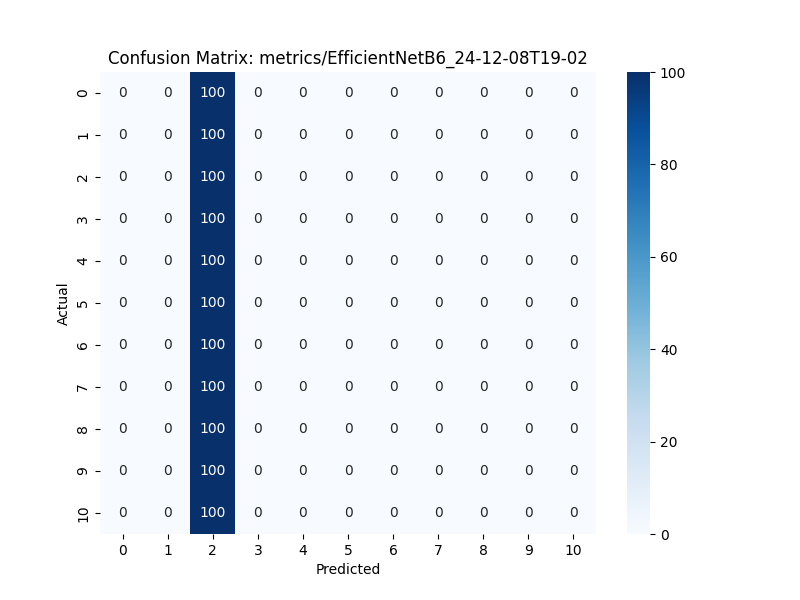 Confusion Matrix: metrics/EfficientNetB6_24-12-08T19-02
0 0 0 100 0 0 0 0 0 0 0 0
1 0 0 100 0 0 0 0 0 0 0 0
2 0 0 100 0 0 0 0 0 0 0 0
3 0 0 100 0 0 0 0 0 0 0 0
4 0 0 100 0 0 0 0 0 0 0 0
5 0 0 100 0 0 0 0 0 0 0 0
6 0 0 100 0 0 0 0 0 0 0 0
7 0 0 100 0 0 0 0 0 0 0 0
8 0 0 100 0 0 0 0 0 0 0 0
9 0 0 100 0 0 0 0 0 0 0 0
10 0 0 100 0 0 0 0 0 0 0 0
0 1 2 3 4 5 6 7 8 9 10
Predicted
Actual
100
80
60
40
20
0